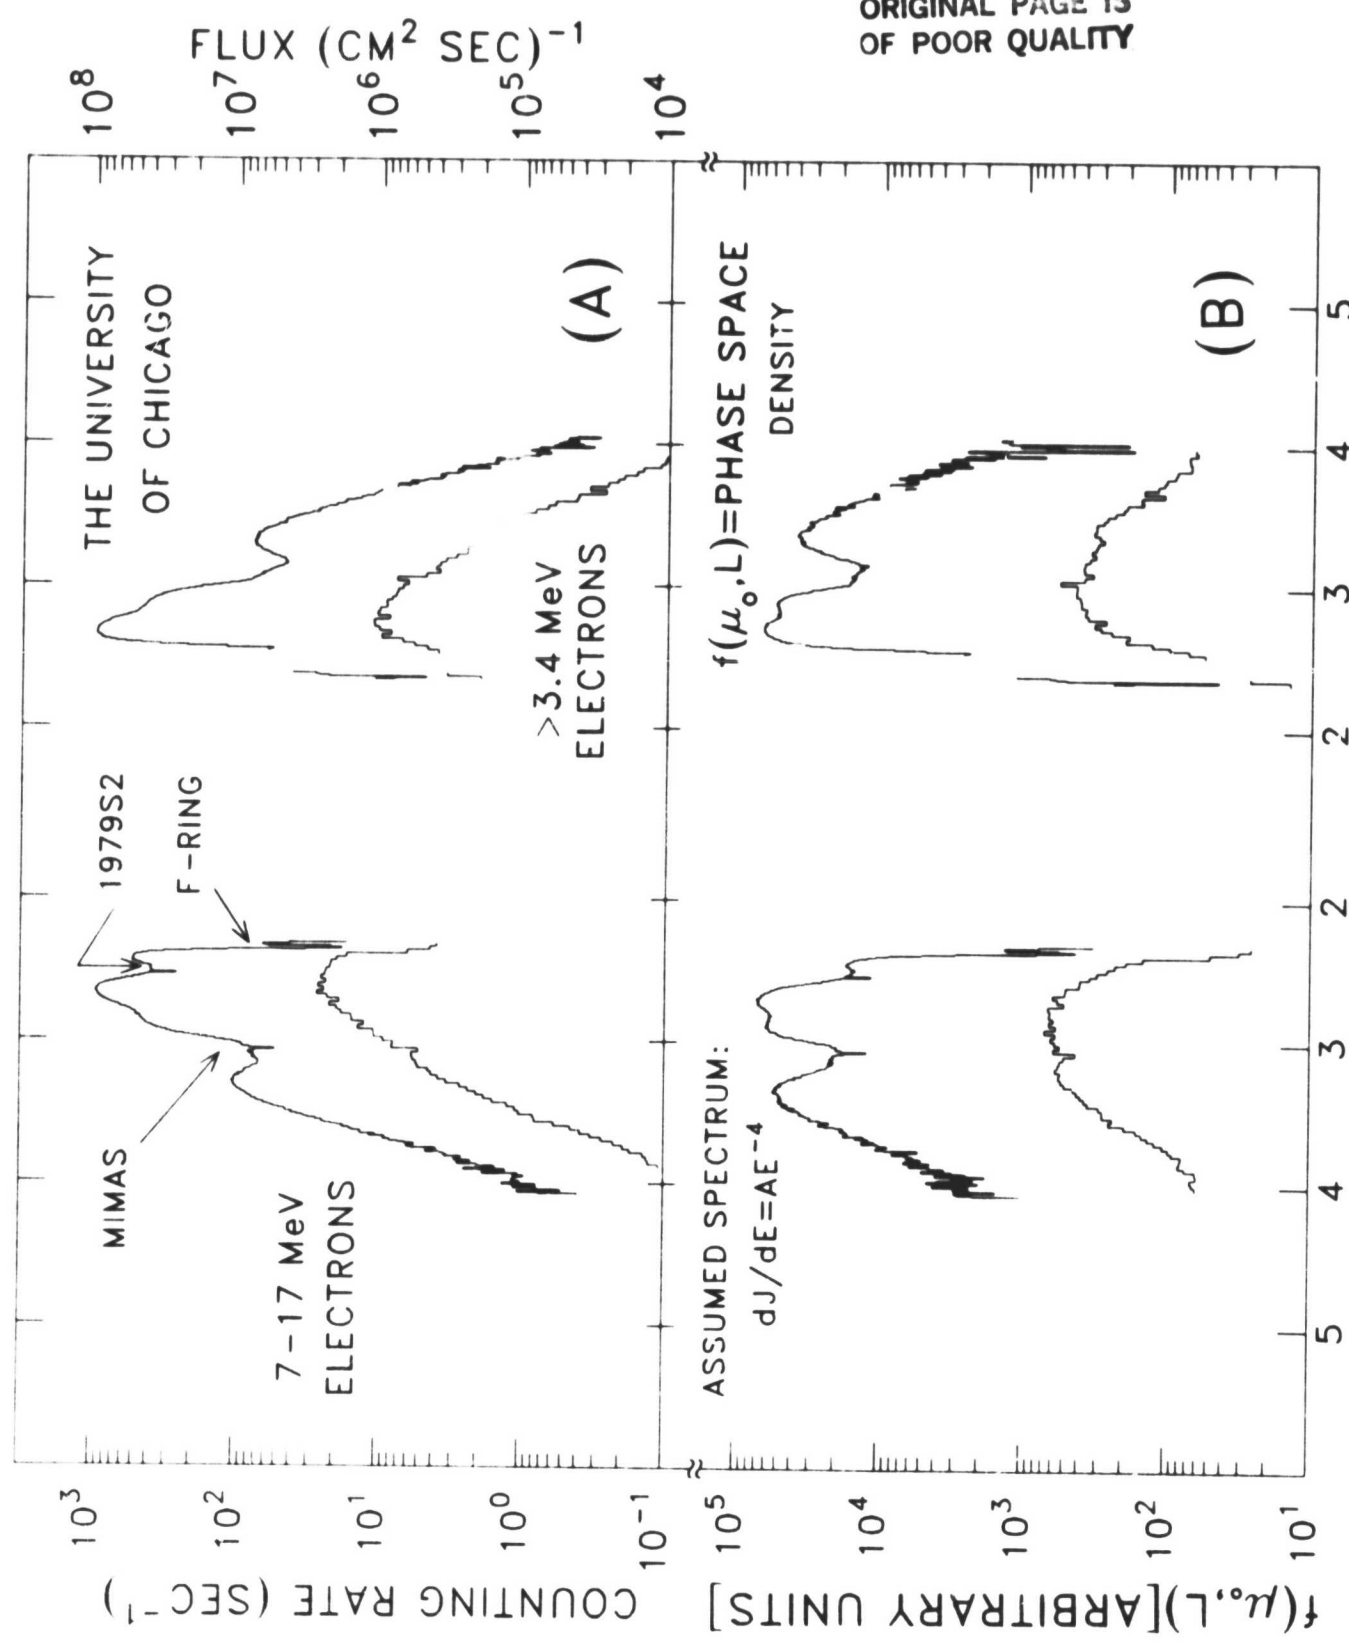 ORIGINAL PAGE IS
OF POOR QUALITY
FLUX (CM² SEC)⁻¹
10⁸
10⁷
10⁶
10⁵
10⁴
THE UNIVERSITY
OF CHICAGO
(A)
>3.4 MeV
ELECTRONS
1979S2
F-RING
MIMAS
7-17 MeV
ELECTRONS
10³
10²
10¹
10⁰
10⁻¹
COUNTING RATE (SEC⁻¹)
f(μₒ,L)=PHASE SPACE
DENSITY
(B)
ASSUMED SPECTRUM:
dJ/dE=AE⁻⁴
10⁵
10⁴
10³
10²
10¹
f(μₒ,L)[ARBITRARY UNITS]
5
4
3
2
2
3
4
5